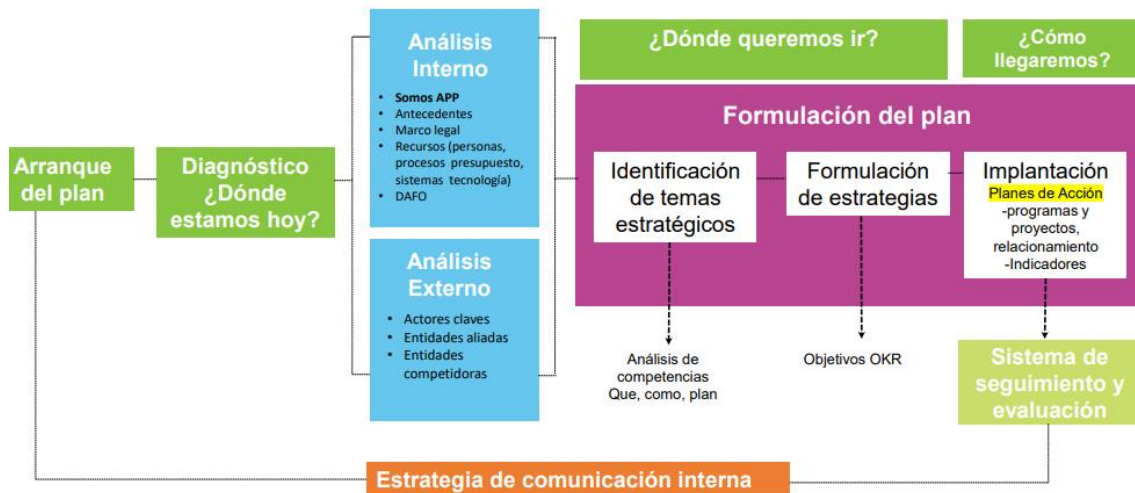 Arranque
del plan
Diagnóstico
¿Dónde
estamos hoy?
Análisis
Interno
• Somos APP
• Antecedentes
• Marco legal
• Recursos (personas,
procesos presupuesto,
sistemas tecnología)
• DAFO
Análisis
Externo
• Actores claves
• Entidades aliadas
• Entidades
competidoras
¿Dónde queremos ir?
¿Cómo
llegaremos?
Formulación del plan
Identificación
de temas
estratégicos
Formulación
de estrategias
Implantación
Planes de Acción
-programas y
proyectos,
relacionamiento
-Indicadores
Análisis de
competencias
Que, como, plan
Objetivos OKR
Sistema de
seguimiento y
evaluación
Estrategia de comunicación interna